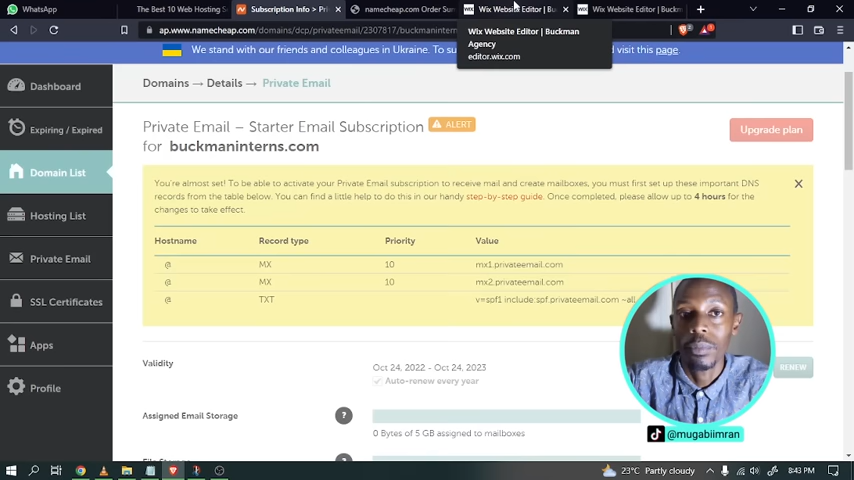 WhatsApp
The Best 10 Web Hosting S
Subscription Info > Pri
namecheap.com Order Sum
Wix Website Editor | Bu
Wix Website Editor | Buckm
ap.www.namecheap.com/domains/dcp/privateemail/2307817/buckmanintern
Wix Website Editor | Buckman
Agency
editor.wix.com
We stand with our friends and colleagues in Ukraine. To su
visit this page.
Dashboard
Expiring / Expired
Domain List
Hosting List
Private Email
SSL Certificates
Apps
Profile
Domains → Details → Private Email
Private Email – Starter Email Subscription ALERT
for buckmaninterns.com
Upgrade plan
You're almost set! To be able to activate your Private Email subscription to receive mail and create mailboxes, you must first set up these important DNS
records from the table below. You can find a little help to do this in our handy step-by-step guide. Once completed, please allow up to 4 hours for the
changes to take effect.
Hostname Record type Priority Value
@ MX 10 mx1.privateemail.com
@ MX 10 mx2.privateemail.com
@ TXT v=spf1 include:spf.privateemail.com ~all
Validity
Oct 24, 2022 - Oct 24, 2023
Auto-renew every year
RENEW
Assigned Email Storage ?
0 Bytes of 5 GB assigned to mailboxes
@mugabiimran
23°C Partly cloudy
8:43 PM